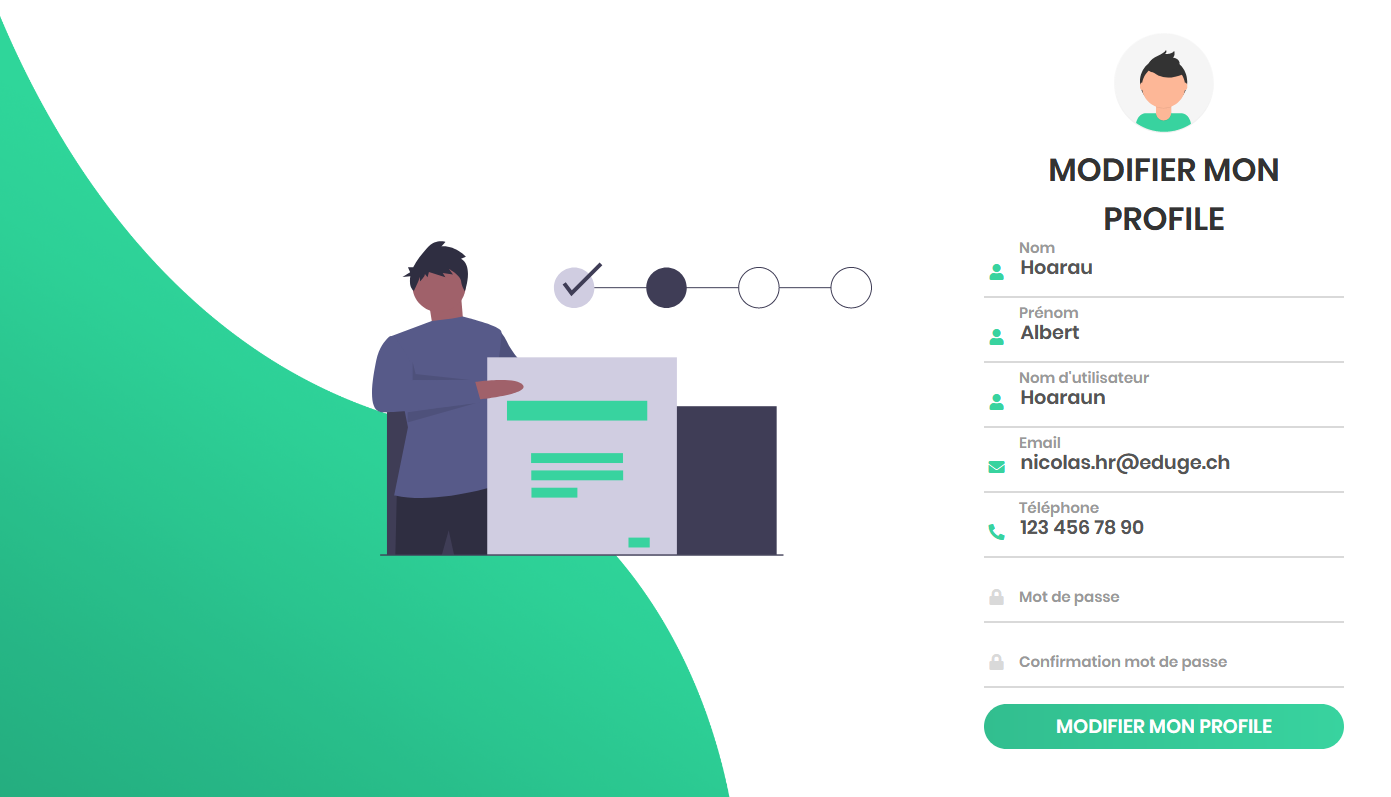 MODIFIER MON
PROFILE
Nom
Hoarau
Prénom
Albert
Nom d'utilisateur
Hoaraun
Email
nicolas.hr@eduge.ch
Téléphone
123 456 78 90
Mot de passe
Confirmation mot de passe
MODIFIER MON PROFILE